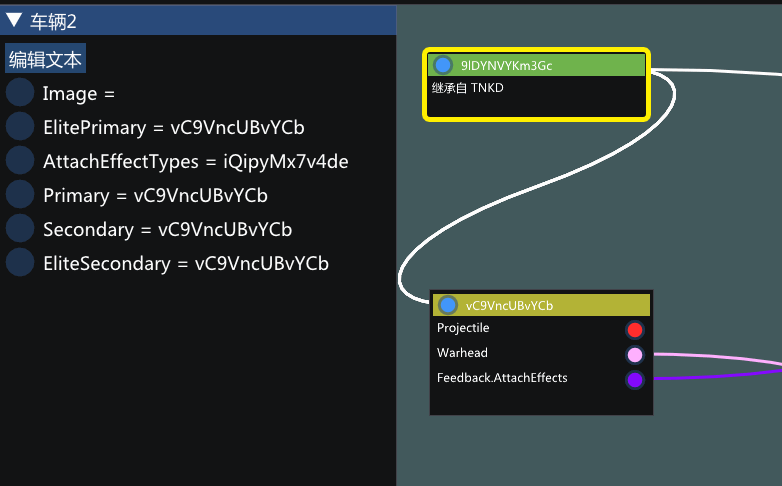 车辆2
编辑文本
Image =
ElitePrimary = vC9VncUBvYCb
AttachEffectTypes = iQipyMx7v4de
Primary = vC9VncUBvYCb
Secondary = vC9VncUBvYCb
EliteSecondary = vC9VncUBvYCb
9IDYNVYKm3Gc
继承自 TNKD
vC9VncUBvYCb
Projectile
Warhead
Feedback.AttachEffects